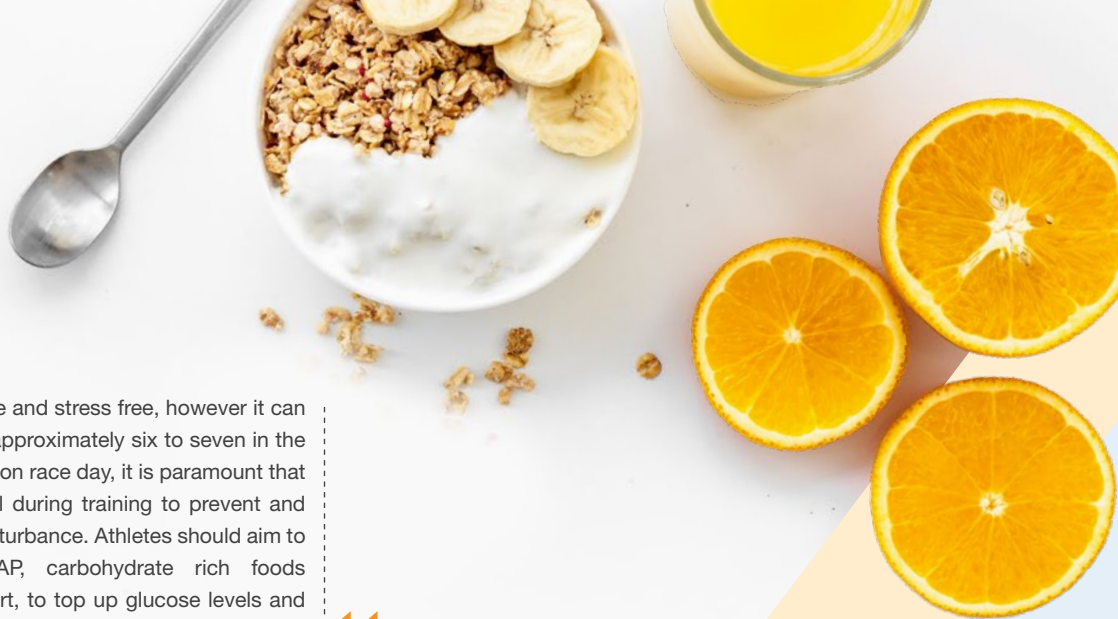 and stress free, however it can
approximately six to seven in the
on race day, it is paramount that
during training to prevent and
Athletes should aim to
carbohydrate rich foods
to top up glucose levels and